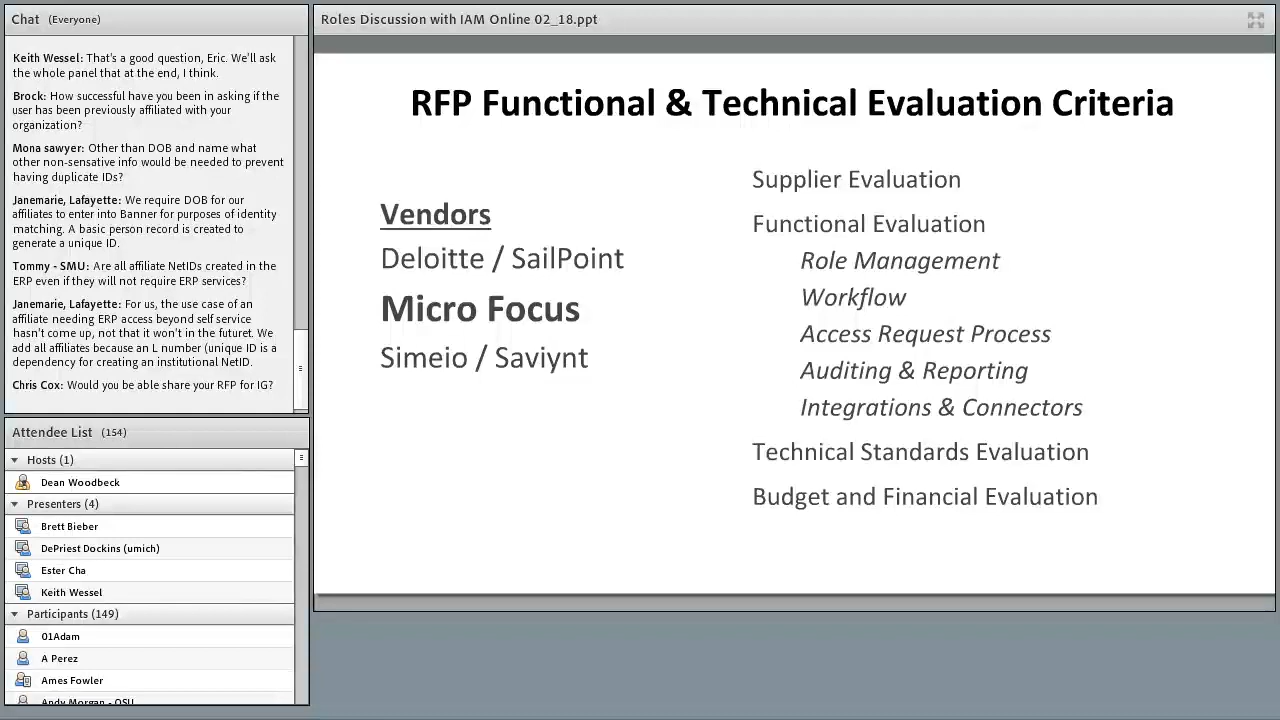 Chat (Everyone)
Keith Wessel: That's a good question, Eric. We'll ask
the whole panel that at the end, I think.
Brock: How successful have you been in asking if the
user has been previously affiliated with your
organization?
Mona sawyer: Other than DOB and name what
other non-sensative info would be needed to prevent
having duplicate IDs?
Janemarie, Lafayette: We require DOB for our
affiliates to enter into Banner for purposes of identity
matching. A basic person record is created to
generate a unique ID.
Tommy - SMU: Are all affiliate NetIDs created in the
ERP even if they will not require ERP services?
Janemarie, Lafayette: For us, the use case of an
affiliate needing ERP access beyond self service
hasn't come up, not that it won't in the futuret. We
add all affiliates because an L number (unique ID is a
dependency for creating an institutional NetID.
Chris Cox: Would you be able share your RFP for IG?
Attendee List (154)
Hosts (1)
Dean Woodbeck
Presenters (4)
Brett Bieber
DePriest Dockins (umich)
Ester Cha
Keith Wessel
Participants (149)
01Adam
A Perez
Ames Fowler
Andy Morgan - OSU
Roles Discussion with IAM Online 02_18.ppt
RFP Functional & Technical Evaluation Criteria
Vendors
Deloitte / SailPoint
Micro Focus
Simeio / Saviynt
Supplier Evaluation
Functional Evaluation
Role Management
Workflow
Access Request Process
Auditing & Reporting
Integrations & Connectors
Technical Standards Evaluation
Budget and Financial Evaluation